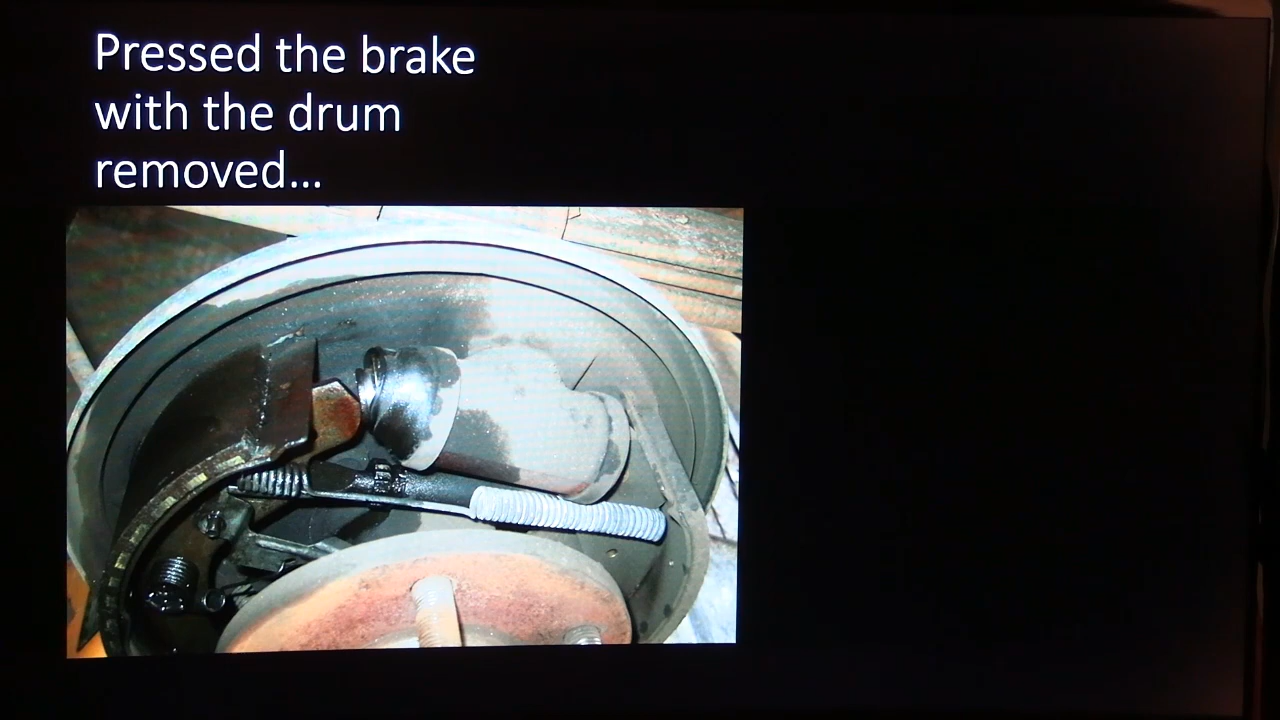 Pressed the brake
with the drum
removed…